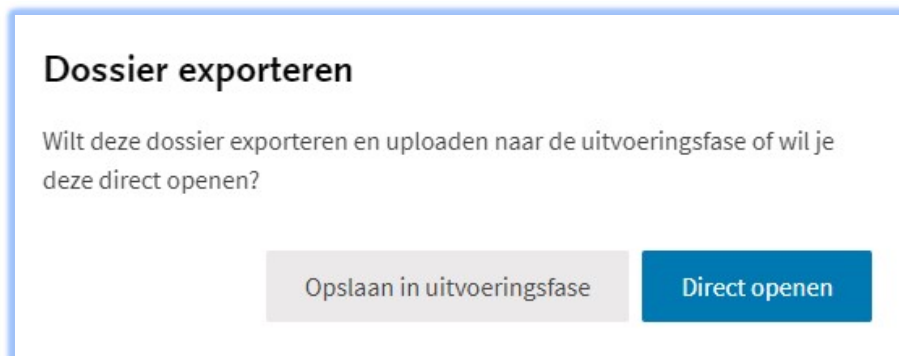 Dossier exporteren
Wilt deze dossier exporteren en uploaden naar de uitvoeringsfase of wil je
deze direct openen?
Opslaan in uitvoeringsfase
Direct openen